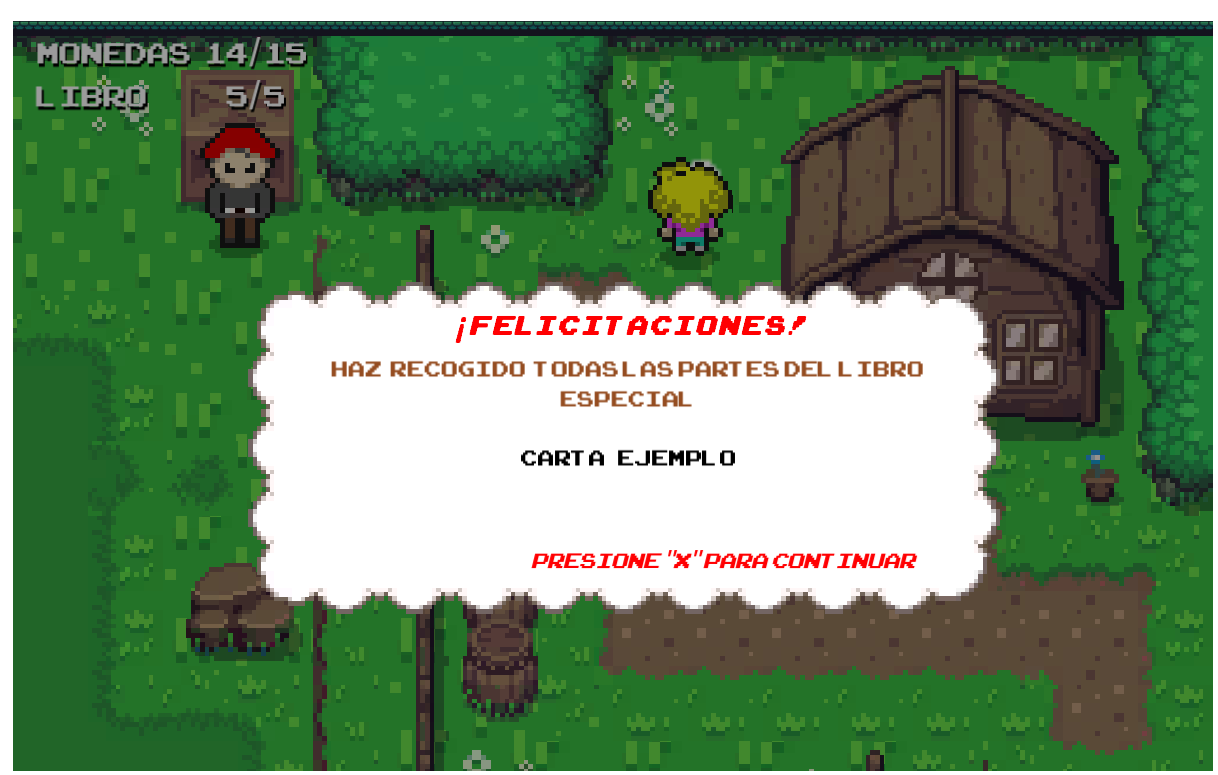 MONEDAS 14/15
LIBRO 5/5
¡FELICITACIONES!
HAZ RECOGIDO TODAS LAS PARTES DEL LIBRO
ESPECIAL
CARTA EJEMPLO
PRESIONE "X" PARA CONTINUAR